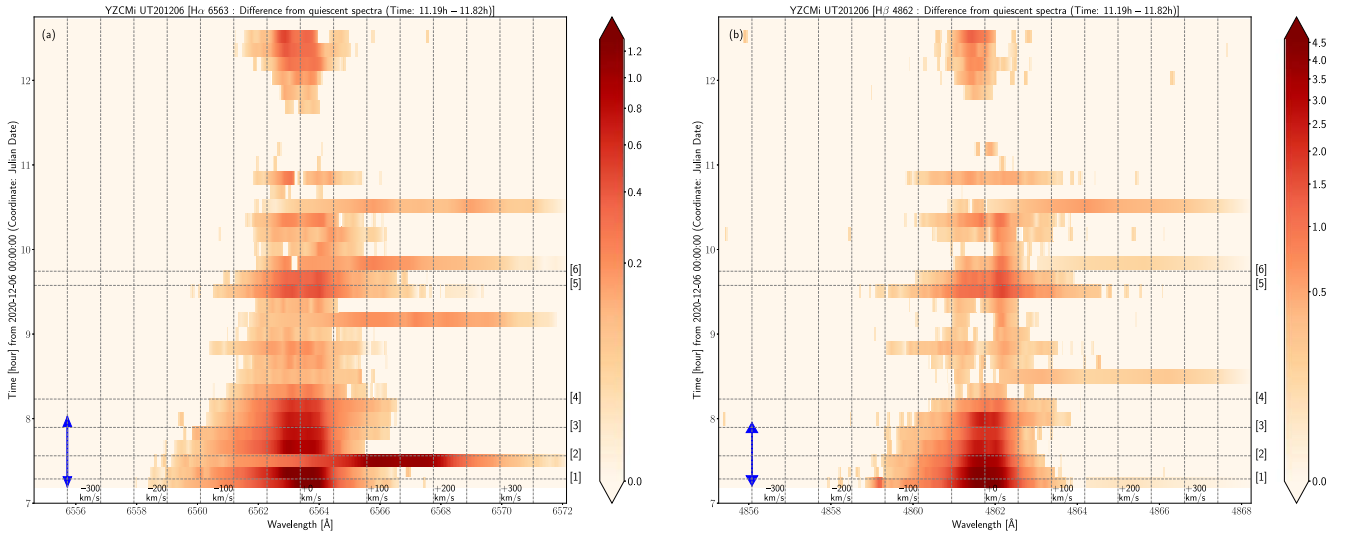 YZCMi UT201206 [Hα 6563 : Difference from quiescent spectra (Time: 11.19h − 11.82h)]
(a)
Time [hour] from 2020-12-06 00:00:00 (Coordinate: Julian Date)
12
11
10
9
8
7
[6]
[5]
[4]
[3]
[2]
[1]
−300 km/s
−200 km/s
−100 km/s
+0 km/s
+100 km/s
+200 km/s
+300 km/s
6556 6558 6560 6562 6564 6566 6568 6570 6572
Wavelength [Å]
1.2
1.0
0.8
0.6
0.4
0.2
0.0
YZCMi UT201206 [Hβ 4862 : Difference from quiescent spectra (Time: 11.19h − 11.82h)]
(b)
Time [hour] from 2020-12-06 00:00:00 (Coordinate: Julian Date)
12
11
10
9
8
7
[6]
[5]
[4]
[3]
[2]
[1]
−300 km/s
−200 km/s
−100 km/s
+0 km/s
+100 km/s
+200 km/s
+300 km/s
4856 4858 4860 4862 4864 4866 4868
Wavelength [Å]
4.5
4.0
3.5
3.0
2.5
2.0
1.5
1.0
0.5
0.0